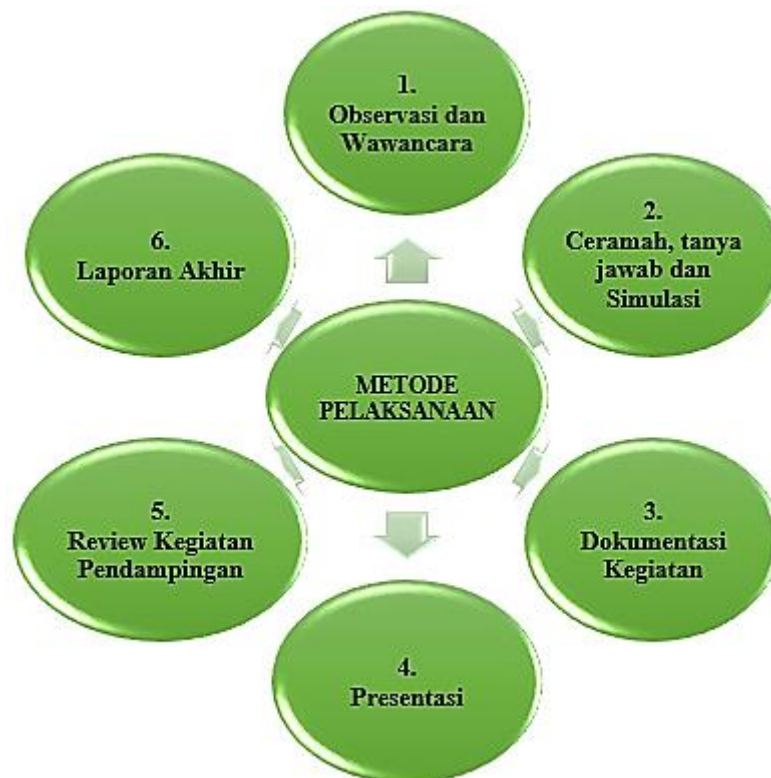 1.
Observasi dan
Wawancara
2.
Ceramah, tanya
jawab dan
Simulasi
3.
Dokumentasi
Kegiatan
4.
Presentasi
5.
Review Kegiatan
Pendampingan
6.
Laporan Akhir
METODE
PELAKSANAAN